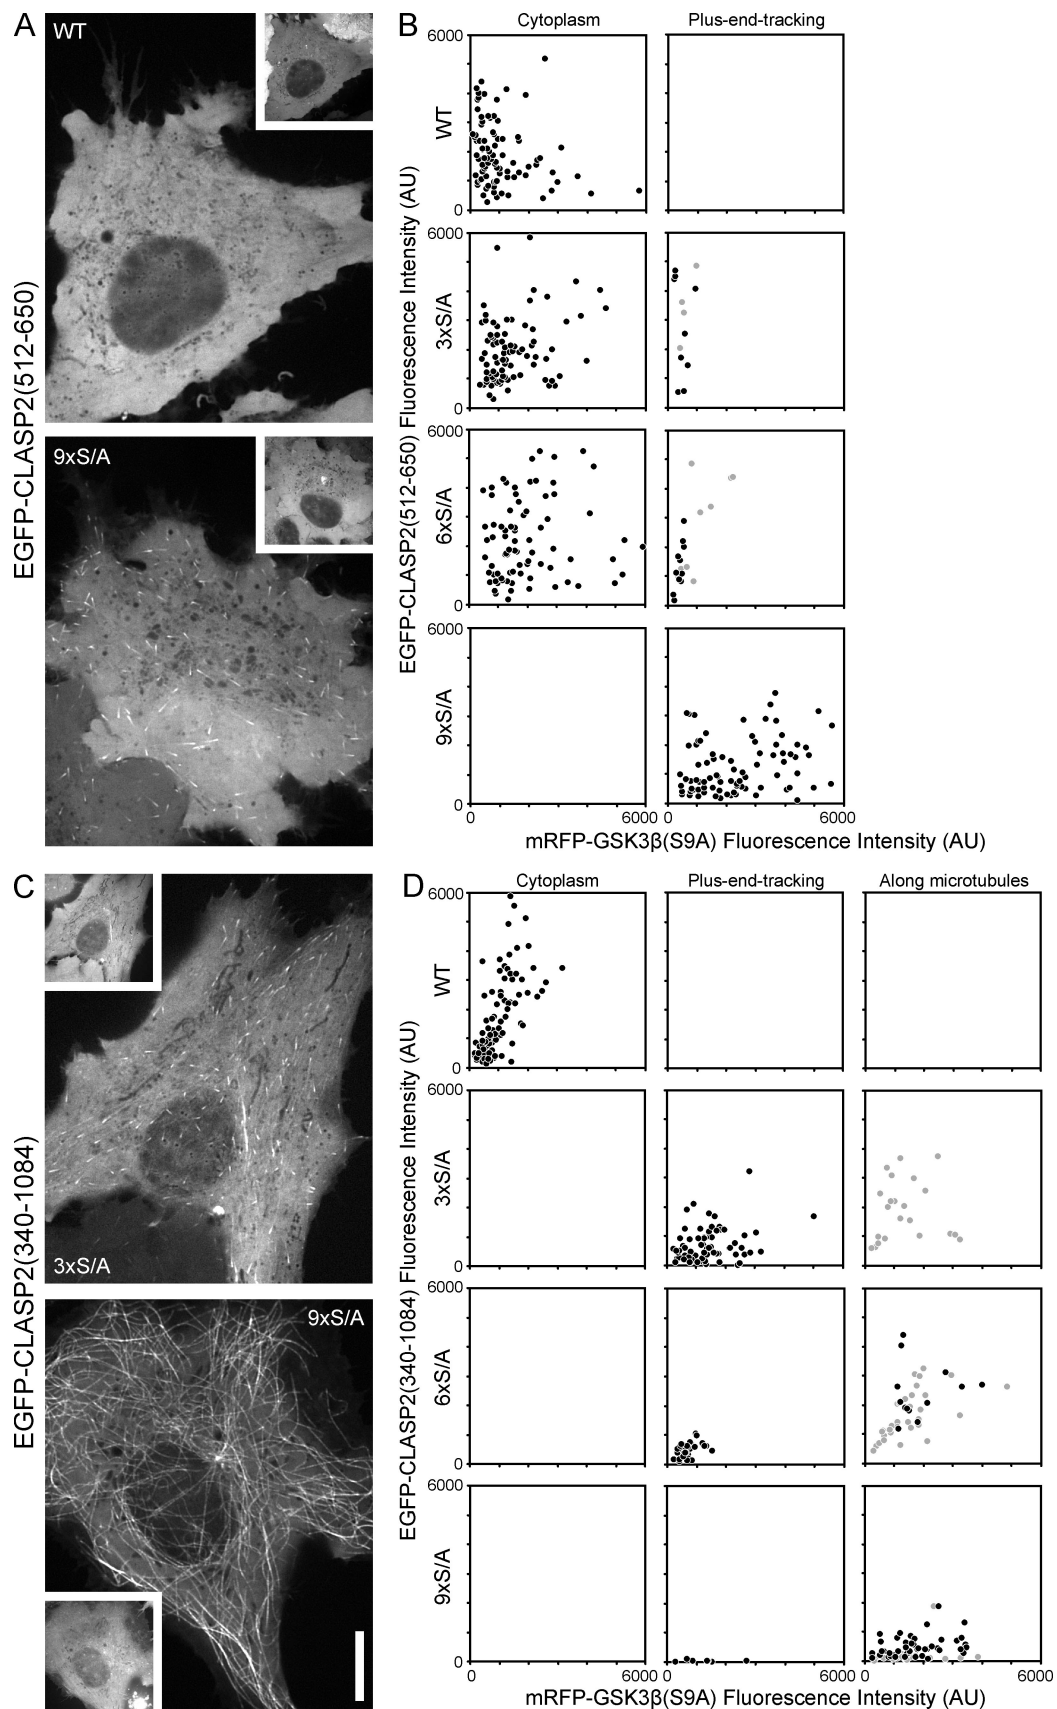 A
WT
EGFP-CLASP2(512-650)
9xS/A
B
Cytoplasm
Plus-end-tracking
6000
WT
0
6000
3xS/A
0
6000
6xS/A
0
6000
9xS/A
0
0
6000
0
6000
EGFP-CLASP2(512-650) Fluorescence Intensity (AU)
mRFP-GSK3β(S9A) Fluorescence Intensity (AU)
C
EGFP-CLASP2(340-1084)
3xS/A
9xS/A
D
Cytoplasm
Plus-end-tracking
Along microtubules
6000
WT
0
6000
3xS/A
0
6000
6xS/A
0
6000
9xS/A
0
0
6000
0
6000
0
6000
EGFP-CLASP2(340-1084) Fluorescence Intensity (AU)
mRFP-GSK3β(S9A) Fluorescence Intensity (AU)